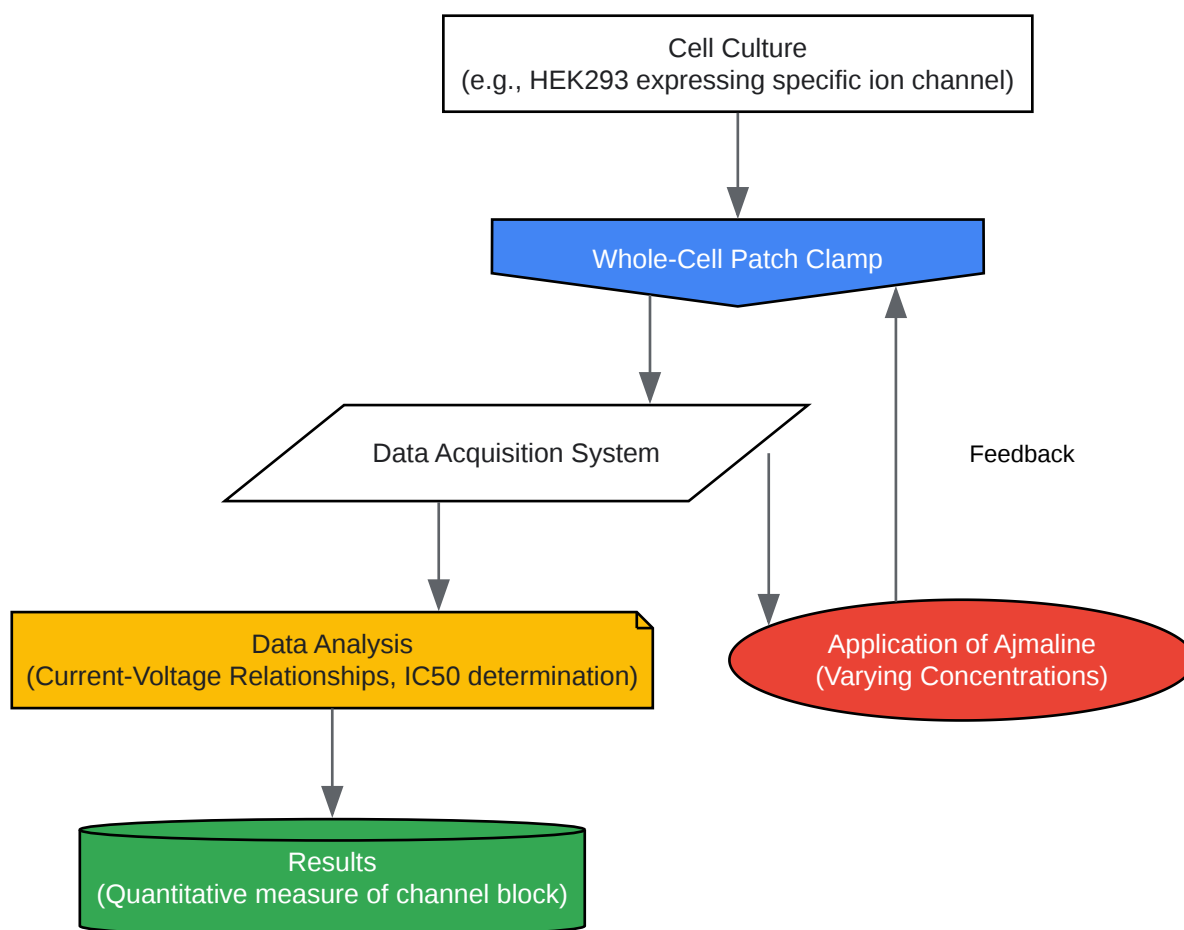 Cell Culture
(e.g., HEK293 expressing specific ion channel)
Whole-Cell Patch Clamp
Data Acquisition System
Feedback
Data Analysis
(Current-Voltage Relationships, IC50 determination)
Application of Ajmaline
(Varying Concentrations)
Results
(Quantitative measure of channel block)